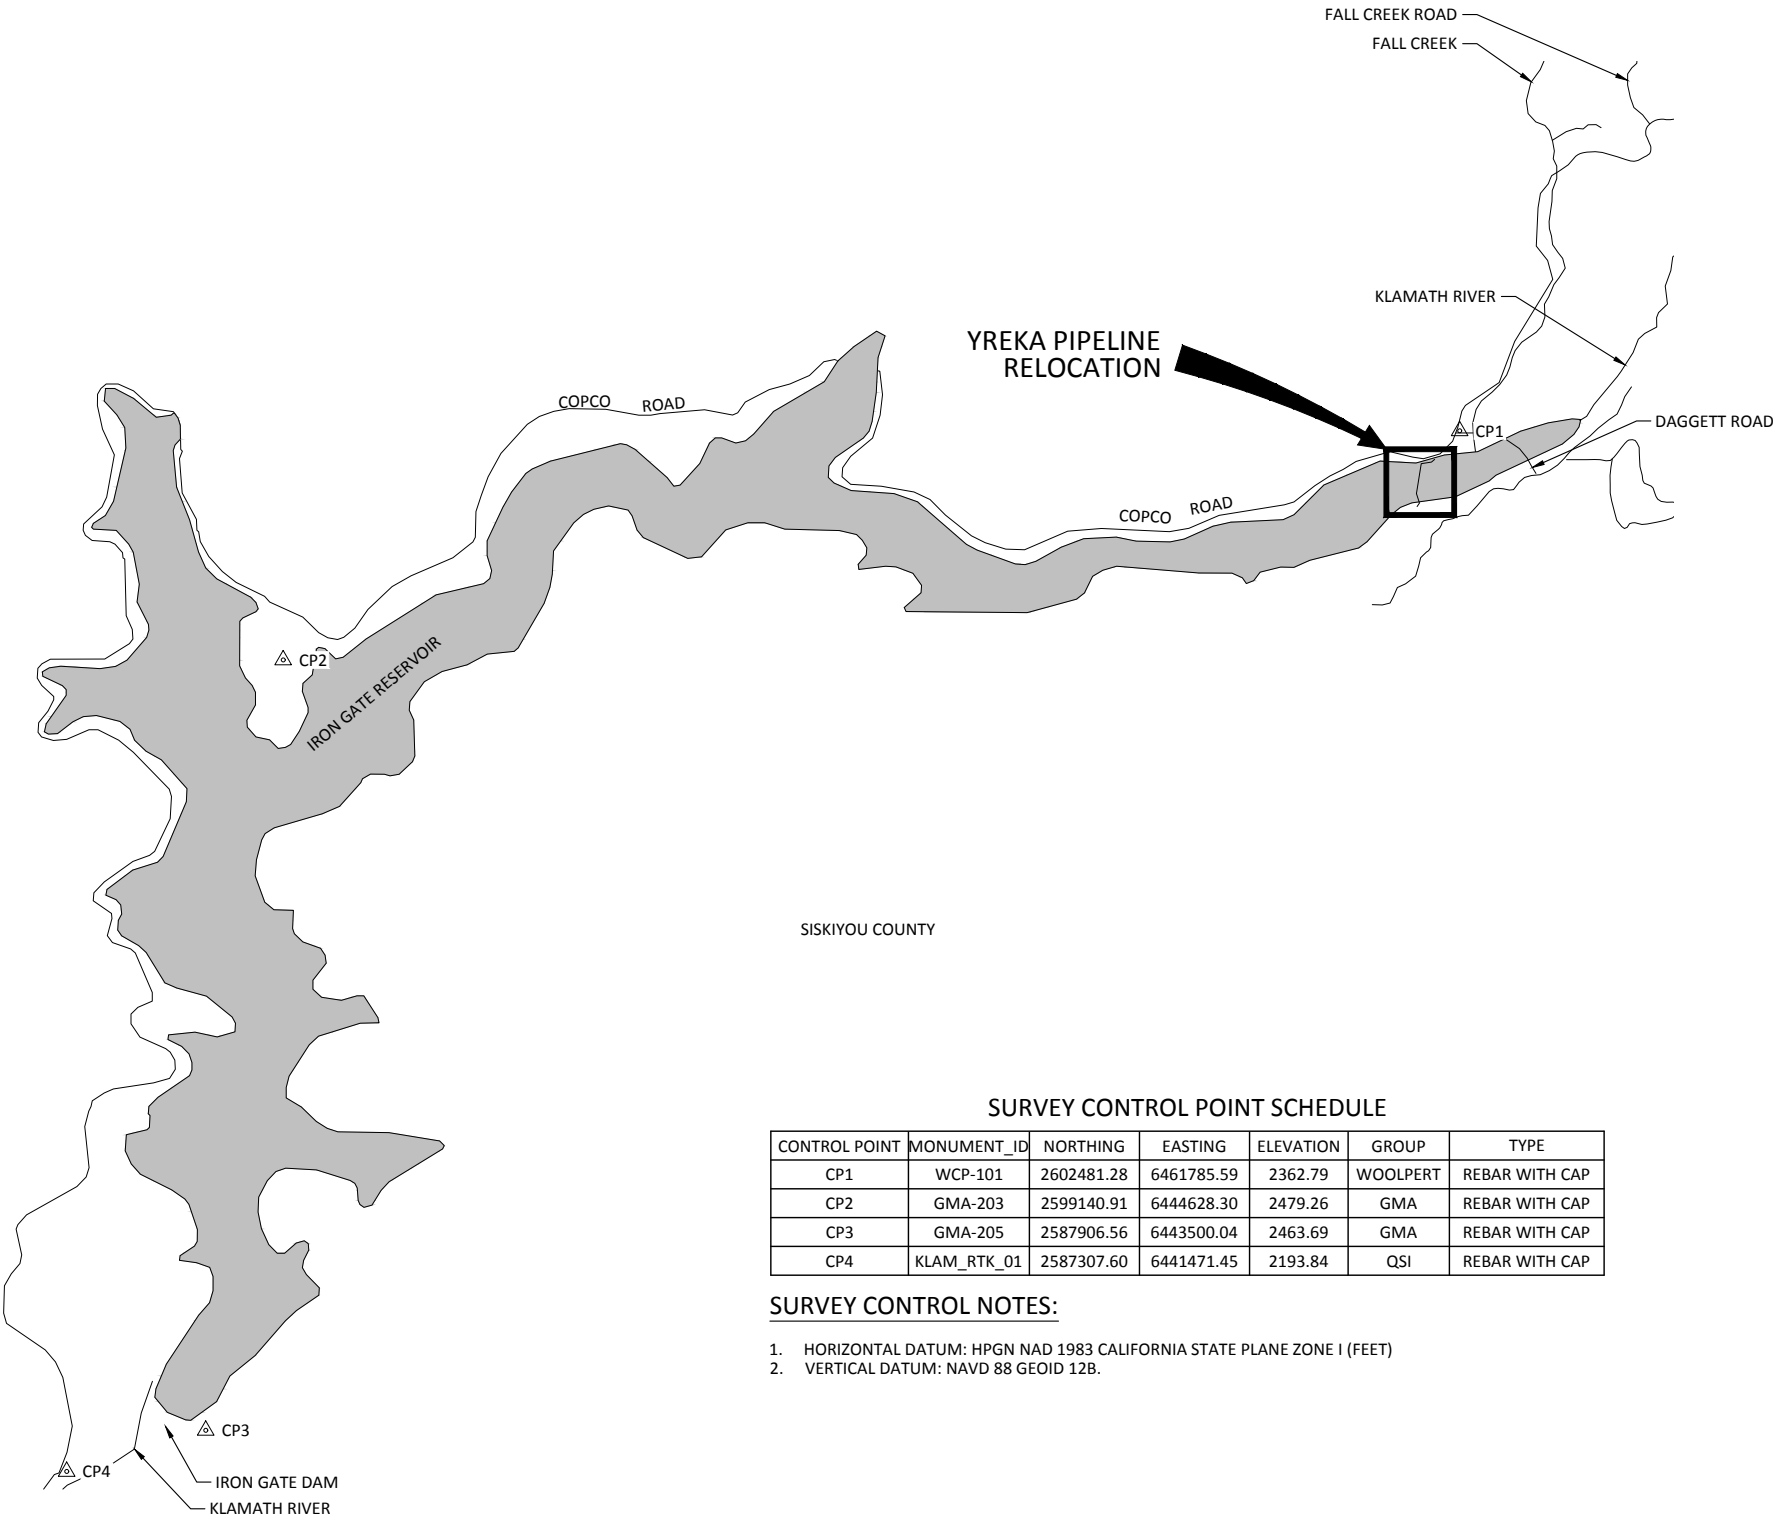 FALL CREEK ROAD
FALL CREEK
KLAMATH RIVER
YREKA PIPELINE
RELOCATION
COPCO ROAD
CP1
DAGGETT ROAD
COPCO ROAD
CP2
IRON GATE RESERVOIR
SISKIYOU COUNTY
SURVEY CONTROL POINT SCHEDULE
CONTROL POINT MONUMENT_ID NORTHING EASTING ELEVATION GROUP TYPE
CP1 WCP-101 2602481.28 6461785.59 2362.79 WOOLPERT REBAR WITH CAP
CP2 GMA-203 2599140.91 6444628.30 2479.26 GMA REBAR WITH CAP
CP3 GMA-205 2587906.56 6443500.04 2463.69 GMA REBAR WITH CAP
CP4 KLAM_RTK_01 2587307.60 6441471.45 2193.84 QSI REBAR WITH CAP
SURVEY CONTROL NOTES:
1. HORIZONTAL DATUM: HPGN NAD 1983 CALIFORNIA STATE PLANE ZONE I (FEET)
2. VERTICAL DATUM: NAVD 88 GEOID 12B.
CP3
CP4
IRON GATE DAM
KLAMATH RIVER